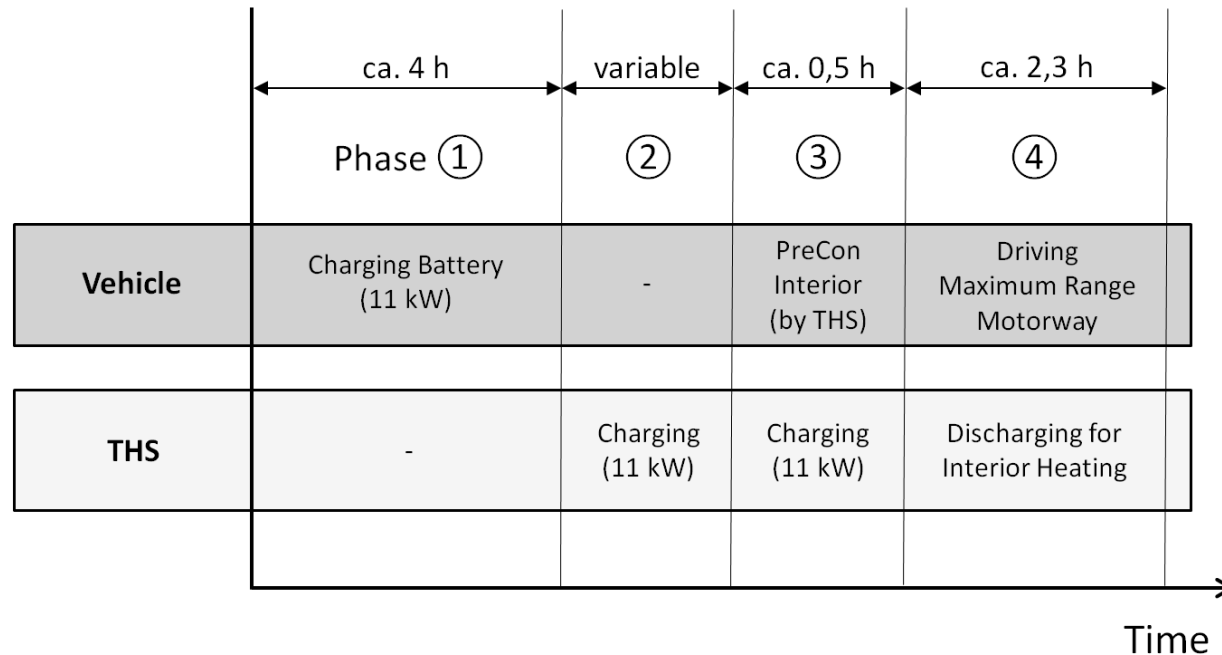 ca. 4 h
variable
ca. 0,5 h
ca. 2,3 h
Phase ①
②
③
④
Vehicle
Charging Battery
(11 kW)
-
PreCon
Interior
(by THS)
Driving
Maximum Range
Motorway
THS
-
Charging
(11 kW)
Charging
(11 kW)
Discharging for
Interior Heating
Time